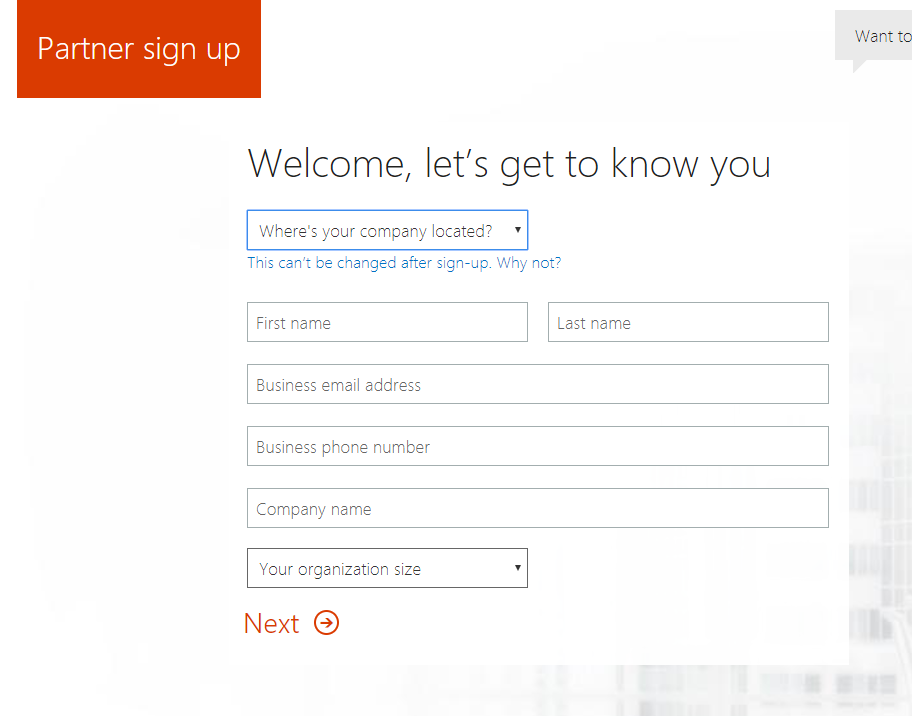 Partner sign up
Want to
Welcome, let’s get to know you
Where's your company located?
This can’t be changed after sign-up. Why not?
First name
Last name
Business email address
Business phone number
Company name
Your organization size
Next